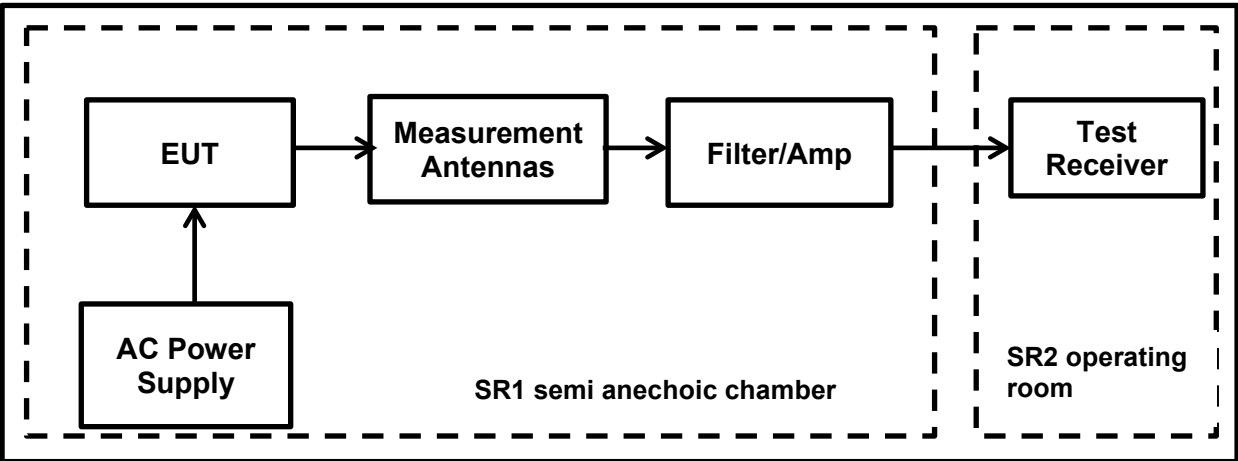 EUT
Measurement
Antennas
Filter/Amp
Test
Receiver
AC Power
Supply
SR1 semi anechoic chamber
SR2 operating
room